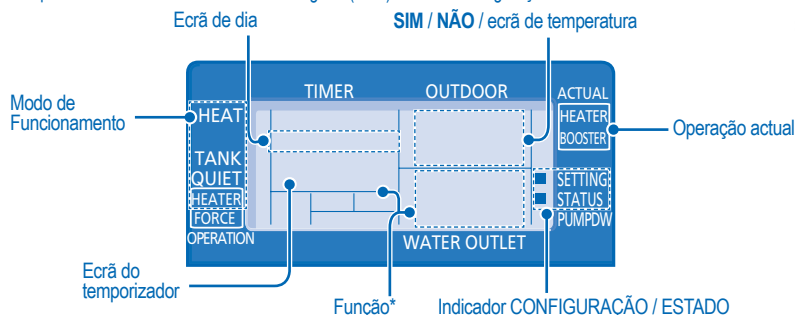 Ecrã de dia
SIM / NÃO / ecrã de temperatura
TIMER
OUTDOOR
ACTUAL
Modo de
Funcionamento
HEAT
HEATER
BOOSTER
Operação actual
TANK
QUIET
HEATER
FORCE
OPERATION
SETTING
STATUS
PUMPDW
WATER OUTLET
Ecrã do
temporizador
Função*
Indicador CONFIGURAÇÃO / ESTADO